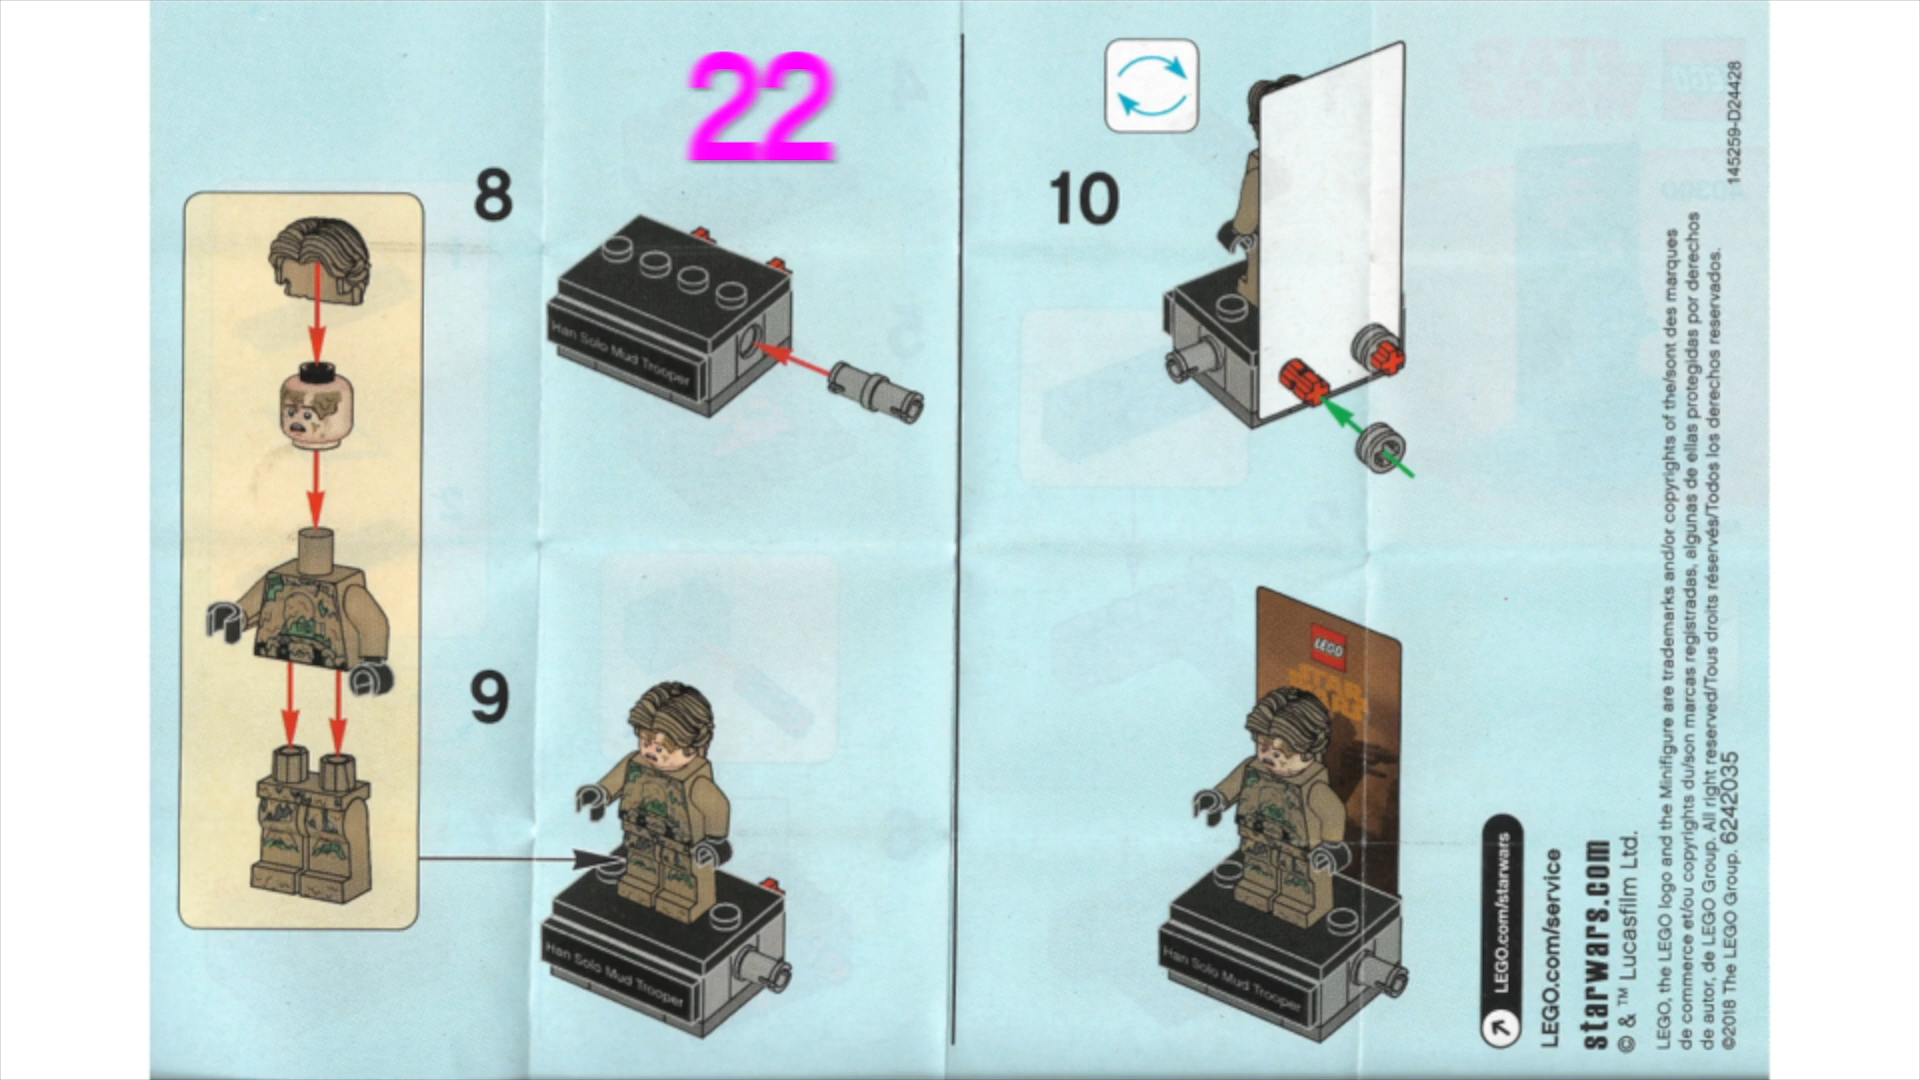 22
8
Han Solo Mud Trooper
9
Han Solo Mud Trooper
10
LEGO
STAR
WARS
Han Solo Mud Trooper
LEGO.com/starwars
LEGO.com/service
starwars.com
© & ™ Lucasfilm Ltd.
LEGO, the LEGO logo and the Minifigure are trademarks and/or copyrights of the/sont des marques
de commerce et/ou copyrights du/son marcas registradas, algunas de ellas protegidas por derechos
de autor, de LEGO Group. All right reserved/Tous droits réservés/Todos los derechos reservados.
©2018 The LEGO Group. 6242035
145259-D24428